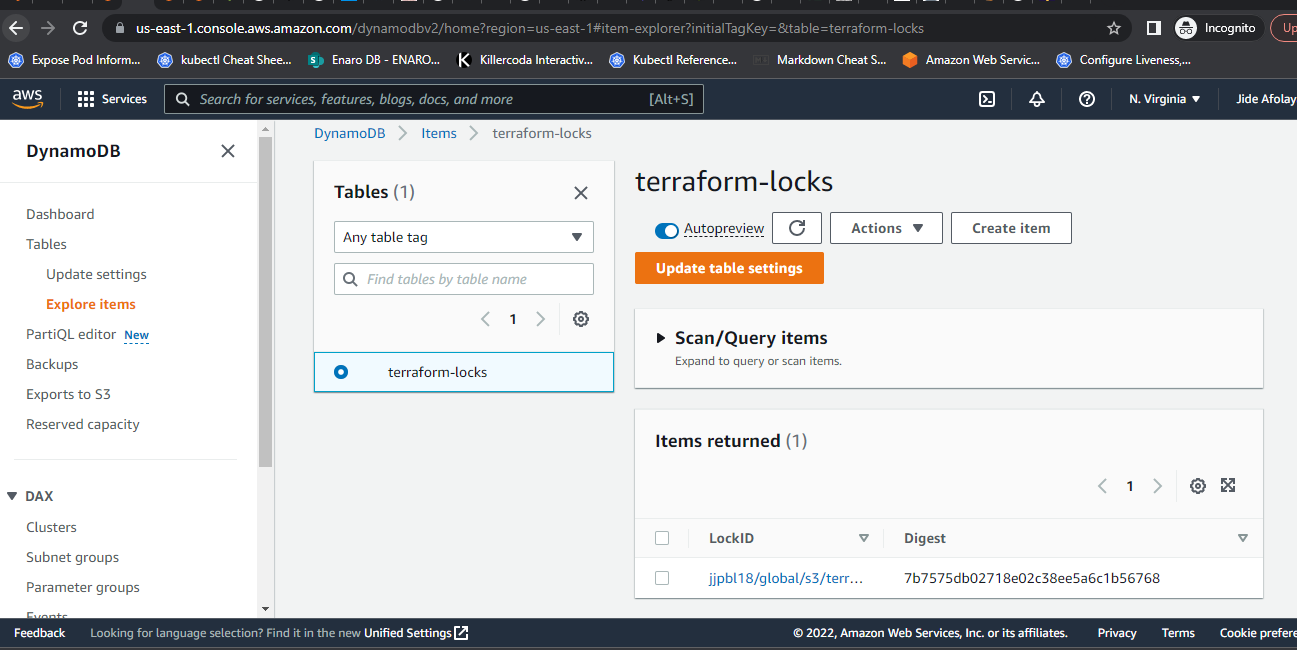 us-east-1.console.aws.amazon.com/dynamodbv2/home?region=us-east-1#item-explorer?initialTagKey=&table=terraform-locks
Incognito
Up
Expose Pod Inform...
kubectl Cheat Shee...
Enaro DB - ENARO...
Killercoda Interactiv...
Kubectl Reference...
Markdown Cheat S...
Amazon Web Servic...
Configure Liveness,...
aws
Services
Search for services, features, blogs, docs, and more
[Alt+S]
N. Virginia
Jide Afolay
DynamoDB
Dashboard
Tables
Update settings
Explore items
PartiQL editor New
Backups
Exports to S3
Reserved capacity
DAX
Clusters
Subnet groups
Parameter groups
Events
DynamoDB
Items
terraform-locks
Tables (1)
Any table tag
Find tables by table name
1
terraform-locks
terraform-locks
Autopreview
Actions
Create item
Update table settings
Scan/Query items
Expand to query or scan items.
Items returned (1)
1
LockID
Digest
jjpbl18/global/s3/terr...
7b7575db02718e02c38ee5a6c1b56768
Feedback
Looking for language selection? Find it in the new Unified Settings
© 2022, Amazon Web Services, Inc. or its affiliates.
Privacy
Terms
Cookie prefere